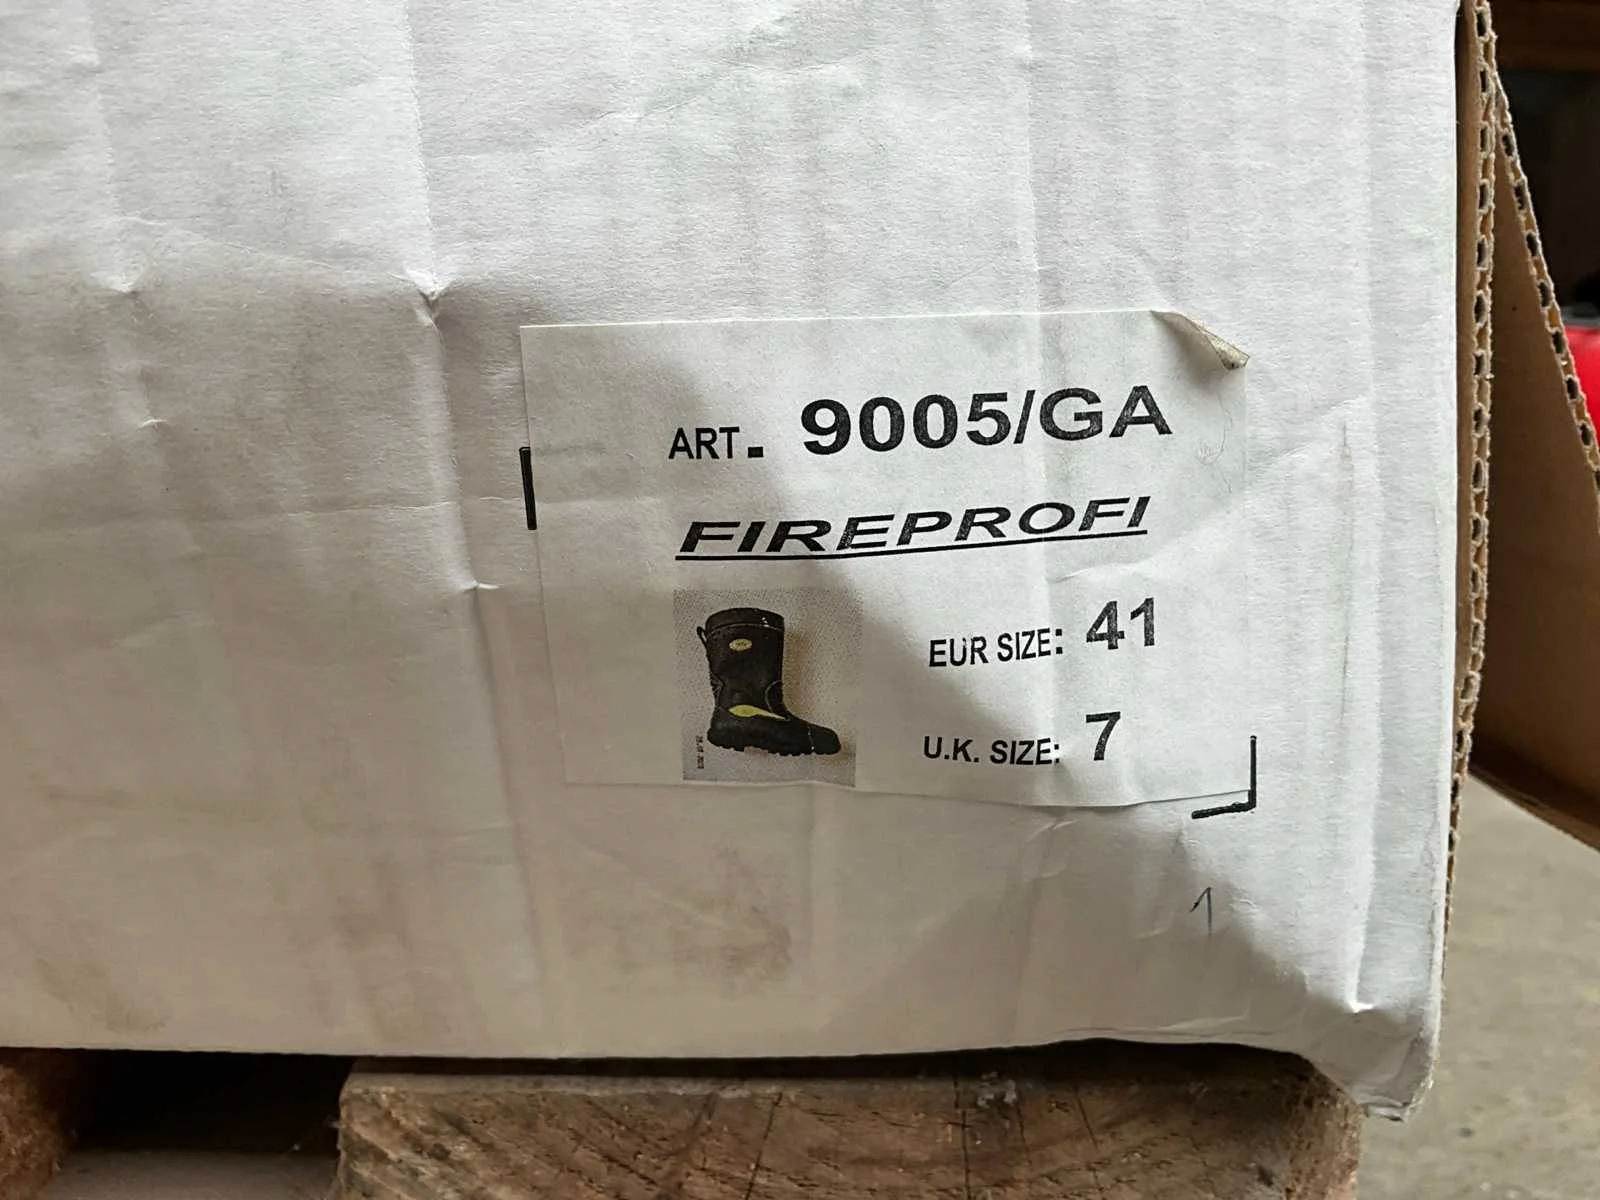 ART. 9005/GA
FIREPROFI
EUR SIZE: 41
U.K. SIZE: 7
1